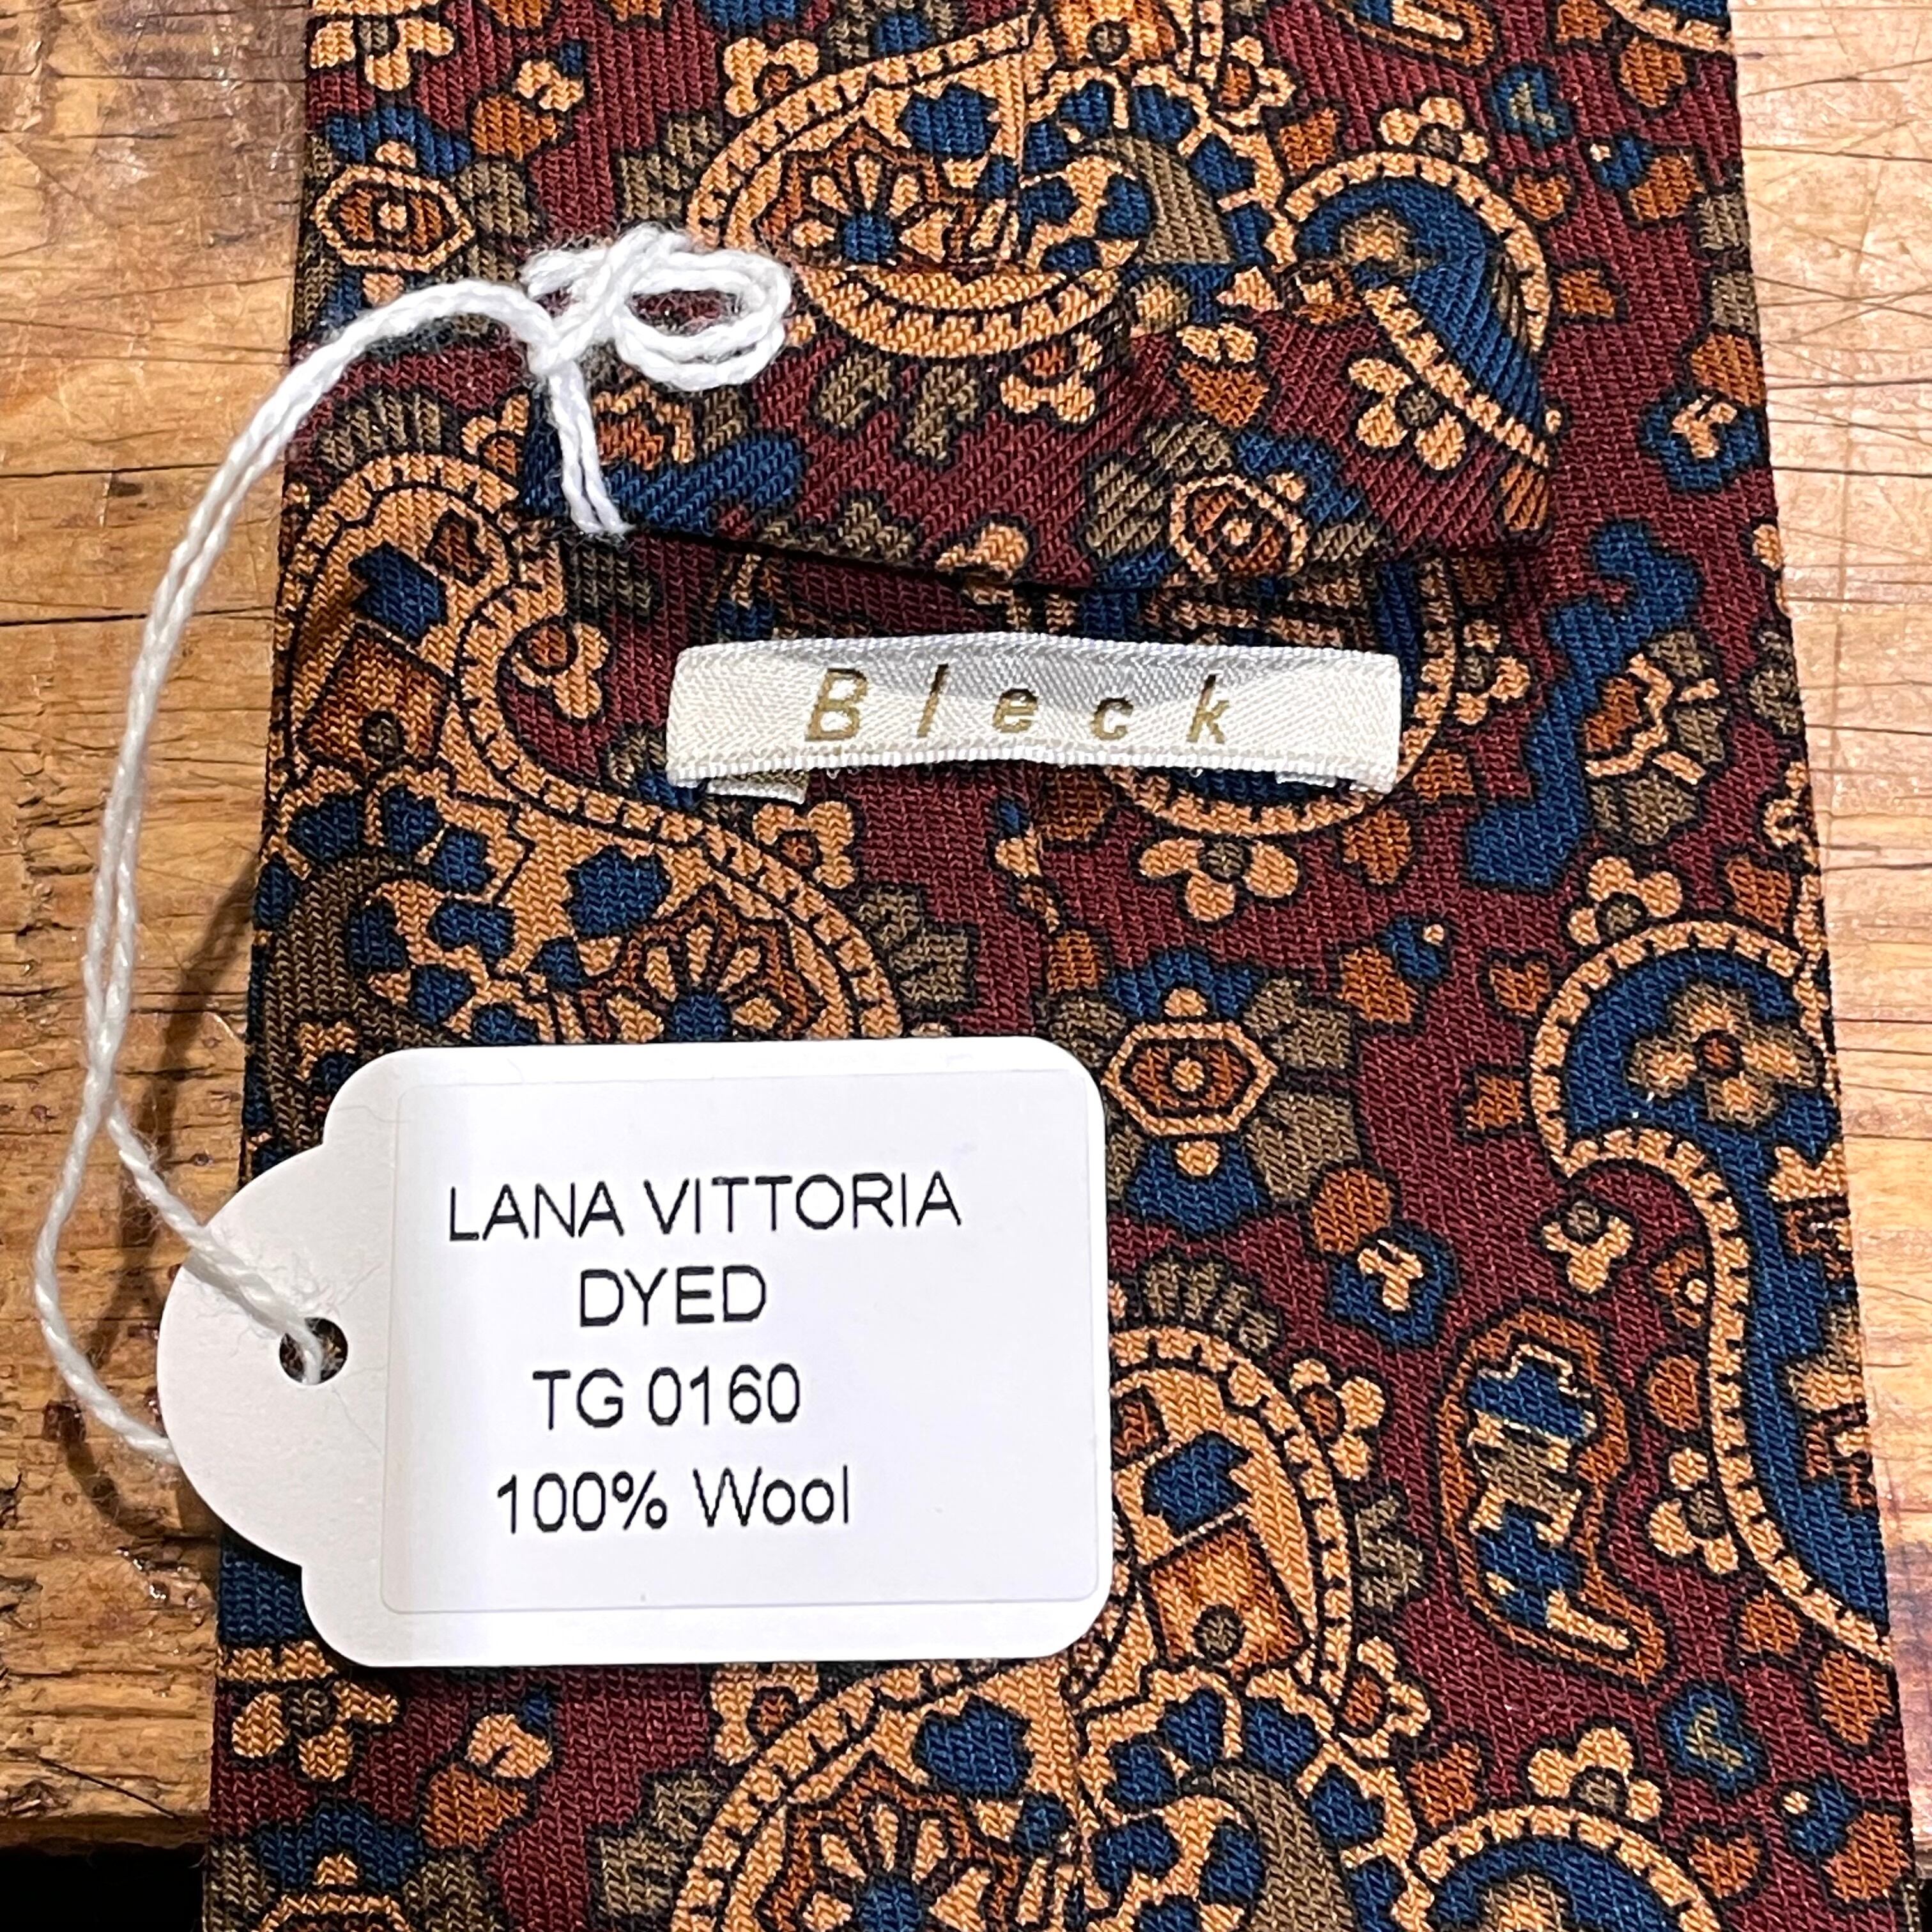 Bleck
LANA VITTORIA
DYED
TG 0160
100% Wool